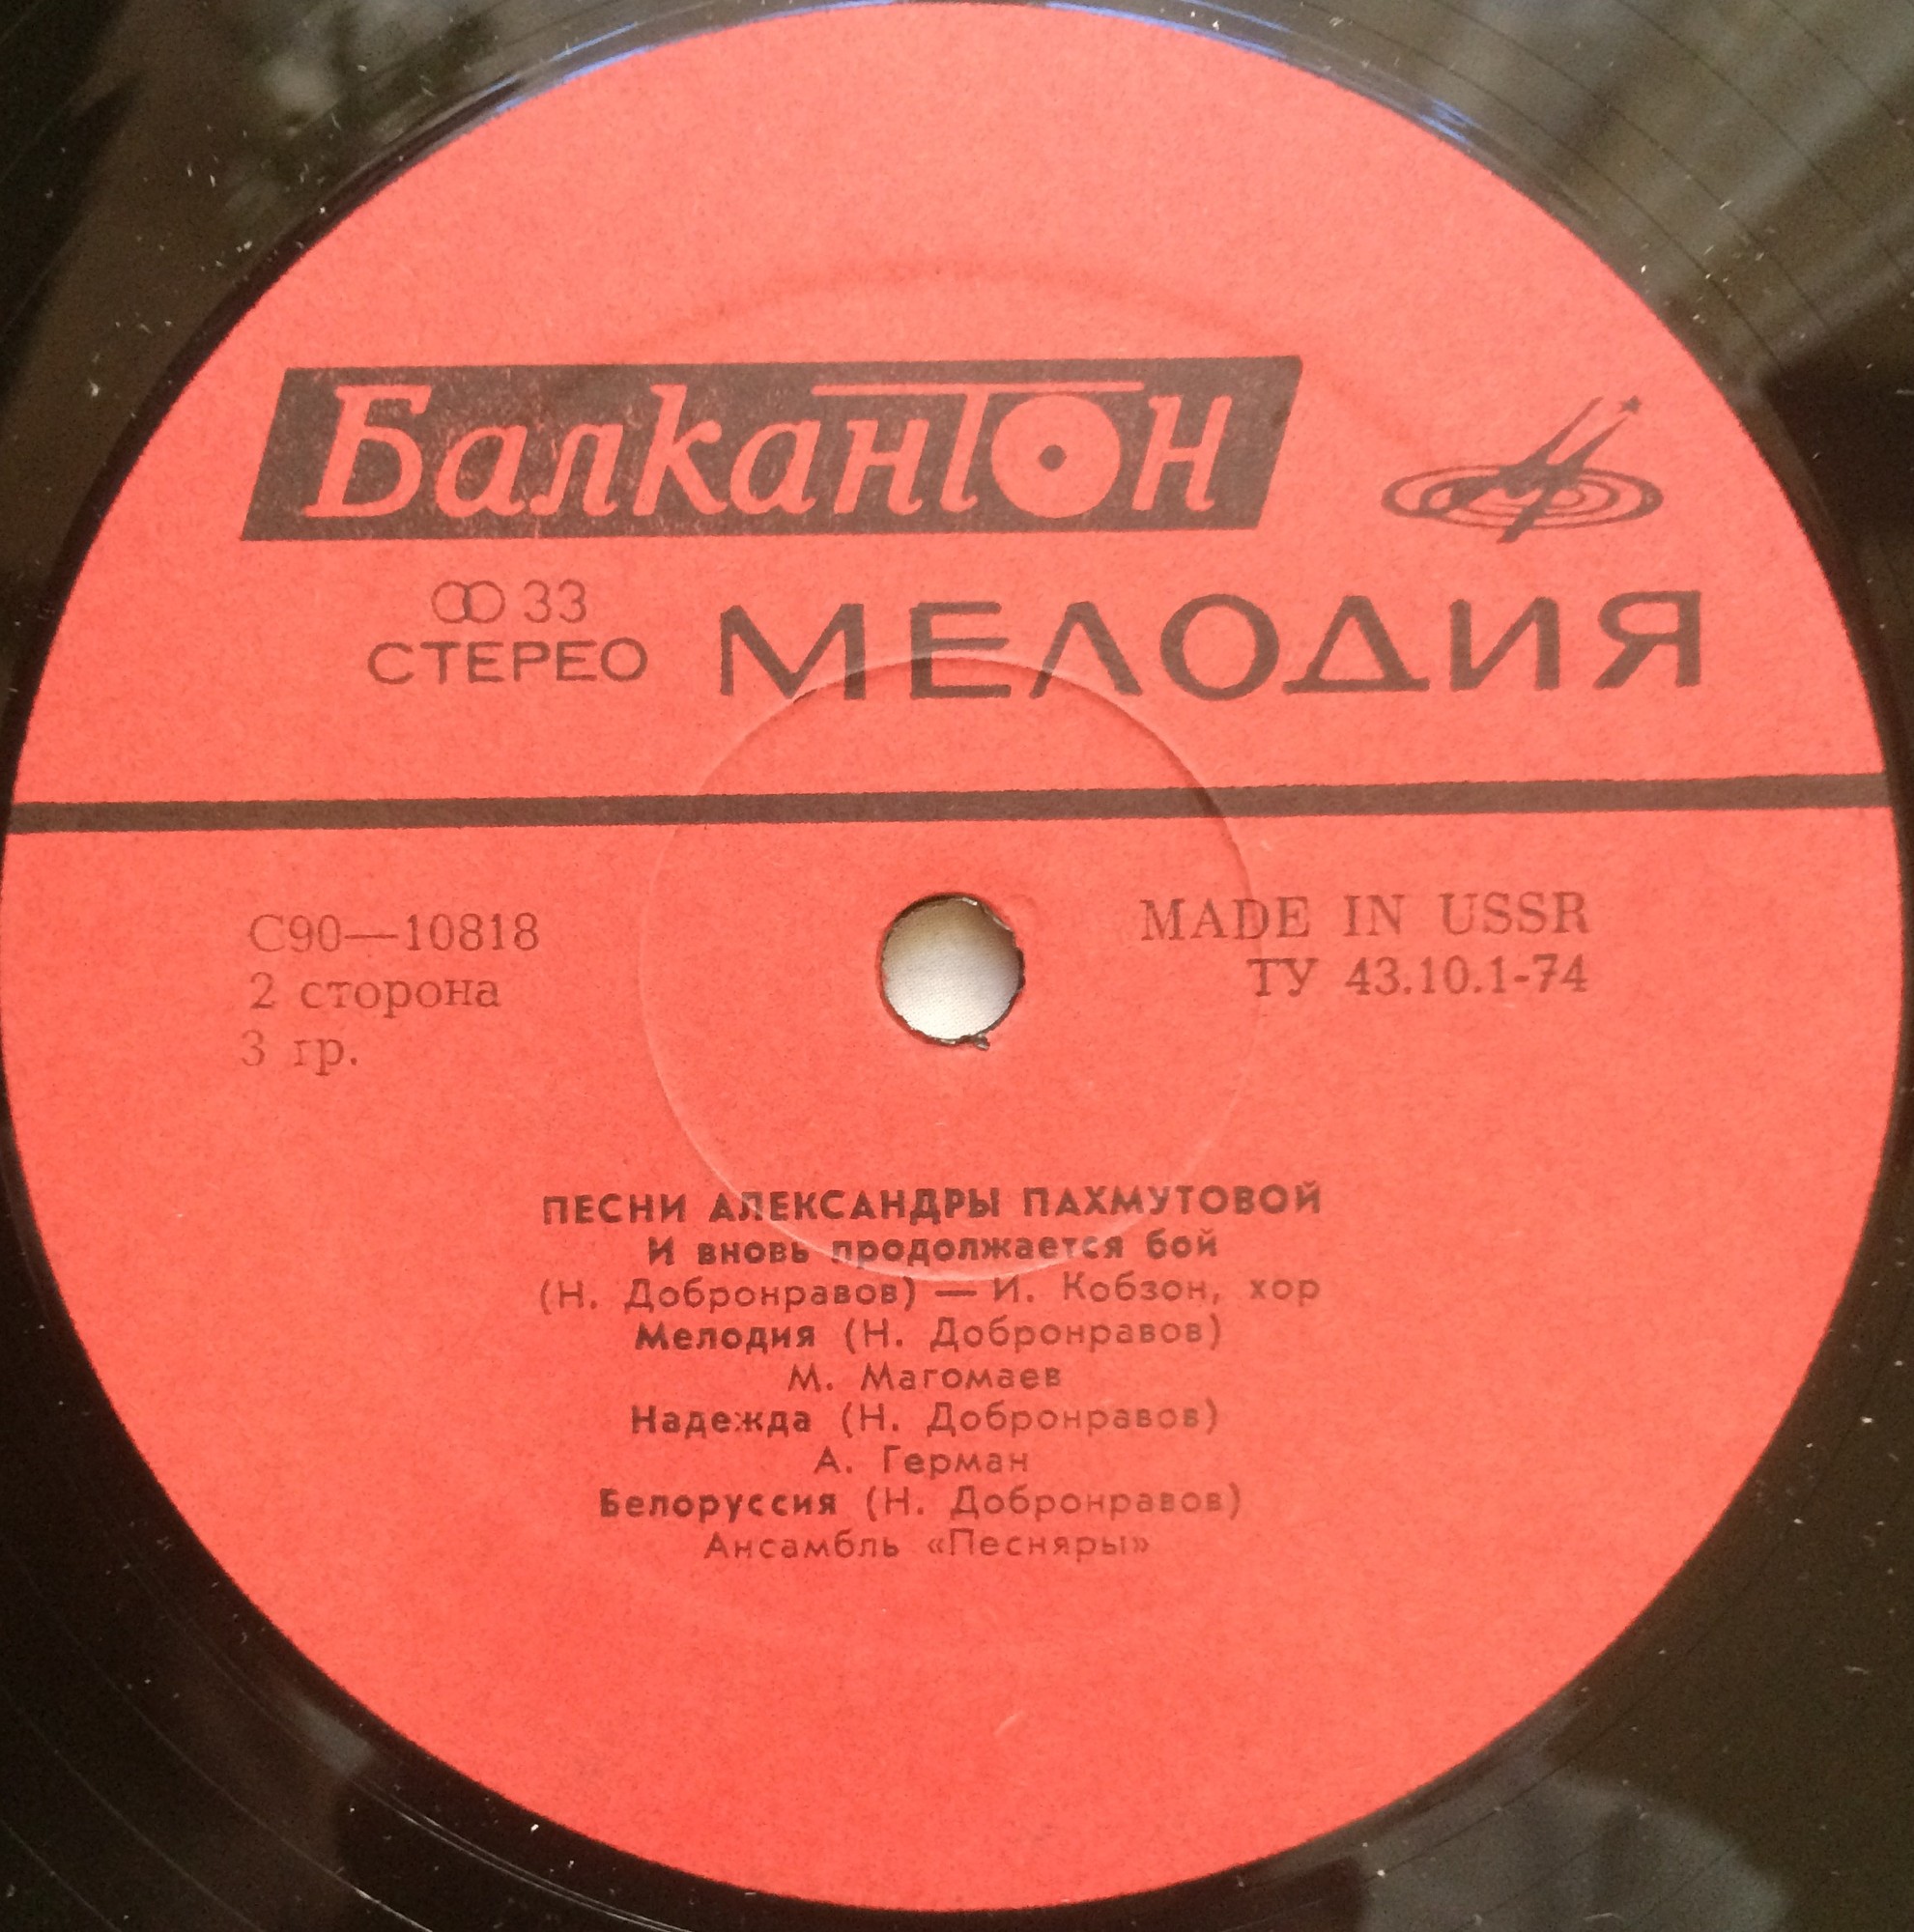 Балкантон
33
СТЕРЕО
МЕЛОДИЯ
С90—10818
2 сторона
3 гр.
MADE IN USSR
ТУ 43.10.1-74
ПЕСНИ АЛЕКСАНДРЫ ПАХМУТОВОЙ
И вновь продолжается бой
(Н. Добронравов) — И. Кобзон, хор
Мелодия (Н. Добронравов)
М. Магомаев
Надежда (Н. Добронравов)
А. Герман
Белоруссия (Н. Добронравов)
Ансамбль «Песняры»